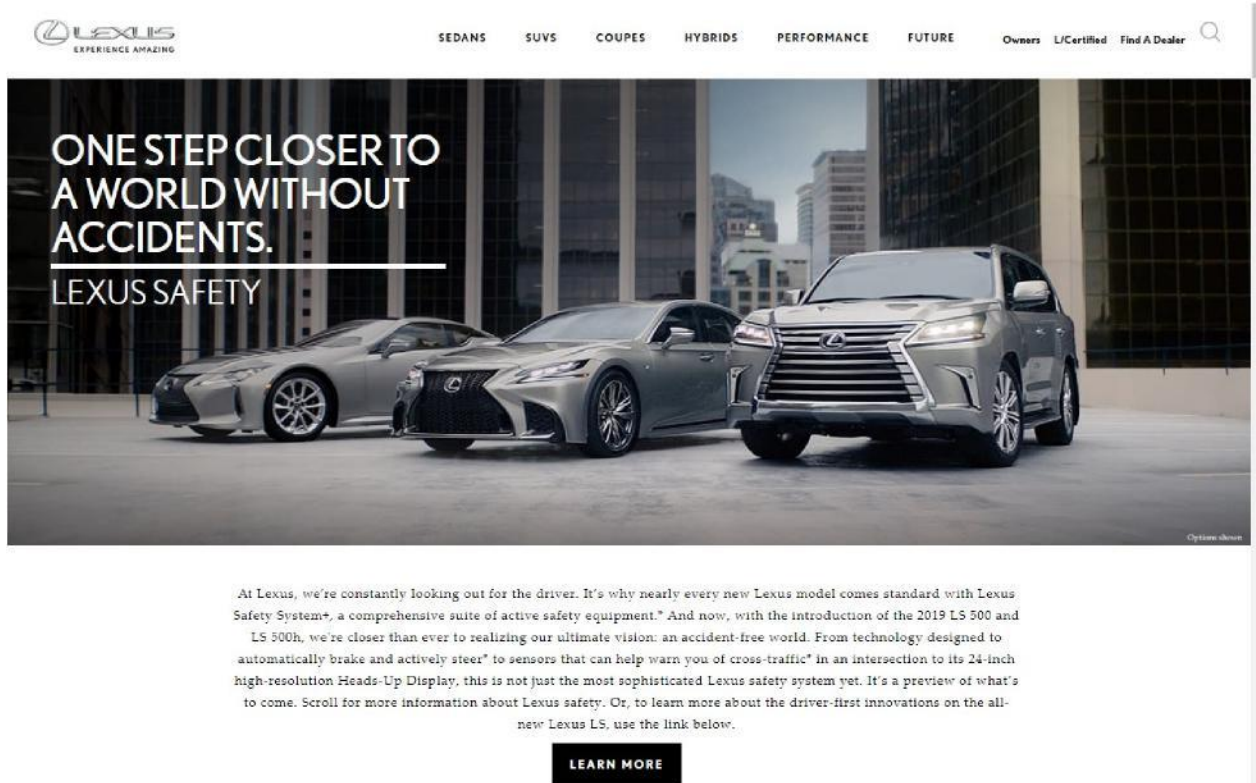 LEXUS
EXPERIENCE AMAZING
SEDANS SUVS COUPES HYBRIDS PERFORMANCE FUTURE Owners L/Certified Find A Dealer
ONE STEP CLOSER TO
A WORLD WITHOUT
ACCIDENTS.
LEXUS SAFETY
Options shown
At Lexus, we're constantly looking out for the driver. It's why nearly every new Lexus model comes standard with Lexus
Safety System+, a comprehensive suite of active safety equipment.* And now, with the introduction of the 2019 LS 500 and
LS 500h, we're closer than ever to realizing our ultimate vision: an accident-free world. From technology designed to
automatically brake and actively steer* to sensors that can help warn you of cross-traffic* in an intersection to its 24-inch
high-resolution Heads-Up Display, this is not just the most sophisticated Lexus safety system yet. It's a preview of what's
to come. Scroll for more information about Lexus safety. Or, to learn more about the driver-first innovations on the all-
new Lexus LS, use the link below.
LEARN MORE